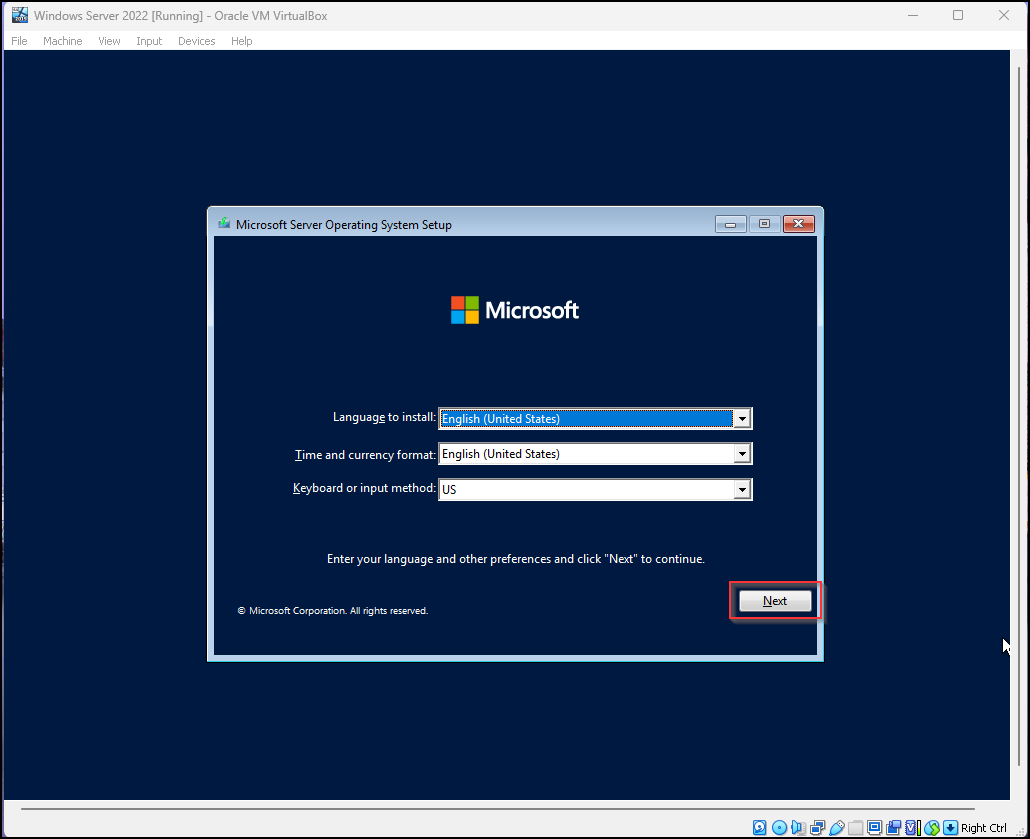 Windows Server 2022 [Running] - Oracle VM VirtualBox
File Machine View Input Devices Help
Microsoft Server Operating System Setup
Microsoft
Language to install: English (United States)
Time and currency format: English (United States)
Keyboard or input method: US
Enter your language and other preferences and click "Next" to continue.
Next
© Microsoft Corporation. All rights reserved.
Right Ctrl